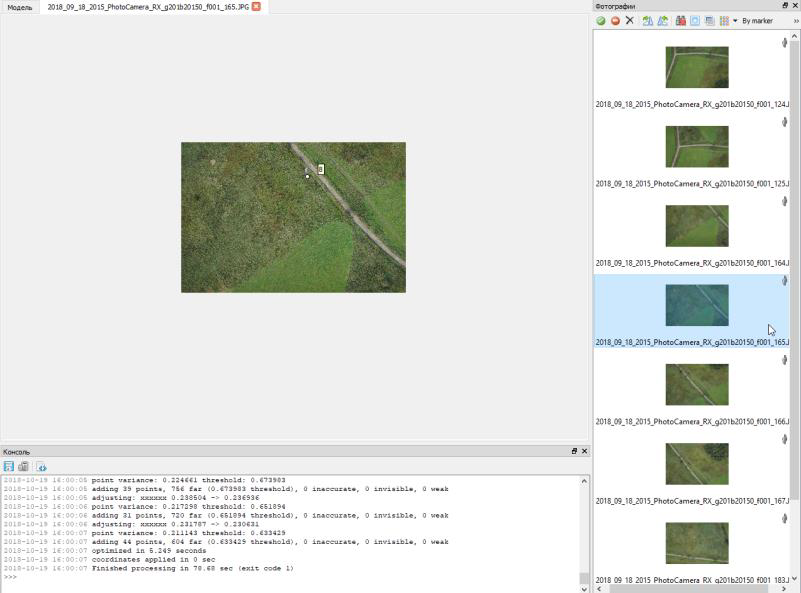 Модель
2018_09_18_2015_PhotoCamera_RX_g201b20150_f001_165.JPG
Фотографии
By marker
»
2018_09_18_2015_PhotoCamera_RX_g201b20150_f001_124.J
2018_09_18_2015_PhotoCamera_RX_g201b20150_f001_125.J
2018_09_18_2015_PhotoCamera_RX_g201b20150_f001_164.J
2018_09_18_2015_PhotoCamera_RX_g201b20150_f001_165.J
2018_09_18_2015_PhotoCamera_RX_g201b20150_f001_166.J
2018_09_18_2015_PhotoCamera_RX_g201b20150_f001_167.J
2018_09_18_2015_PhotoCamera_RX_g201b20150_f001_183.J
Консоль
2018-10-19 16:00:05 point variance: 0.224661 threshold: 0.673983
2018-10-19 16:00:05 adding 39 points, 756 far (0.673983 threshold), 0 inaccurate, 0 invisible, 0 weak
2018-10-19 16:00:05 adjusting: xxxxxx 0.238504 -> 0.236936
2018-10-19 16:00:06 point variance: 0.217298 threshold: 0.651894
2018-10-19 16:00:06 adding 31 points, 720 far (0.651894 threshold), 0 inaccurate, 0 invisible, 0 weak
2018-10-19 16:00:06 adjusting: xxxxxx 0.231787 -> 0.230631
2018-10-19 16:00:07 point variance: 0.211143 threshold: 0.633429
2018-10-19 16:00:07 adding 44 points, 604 far (0.633429 threshold), 0 inaccurate, 0 invisible, 0 weak
2018-10-19 16:00:07 optimized in 5.249 seconds
2018-10-19 16:00:07 coordinates applied in 0 sec
2018-10-19 16:00:07 Finished processing in 78.68 sec (exit code 1)
>>>